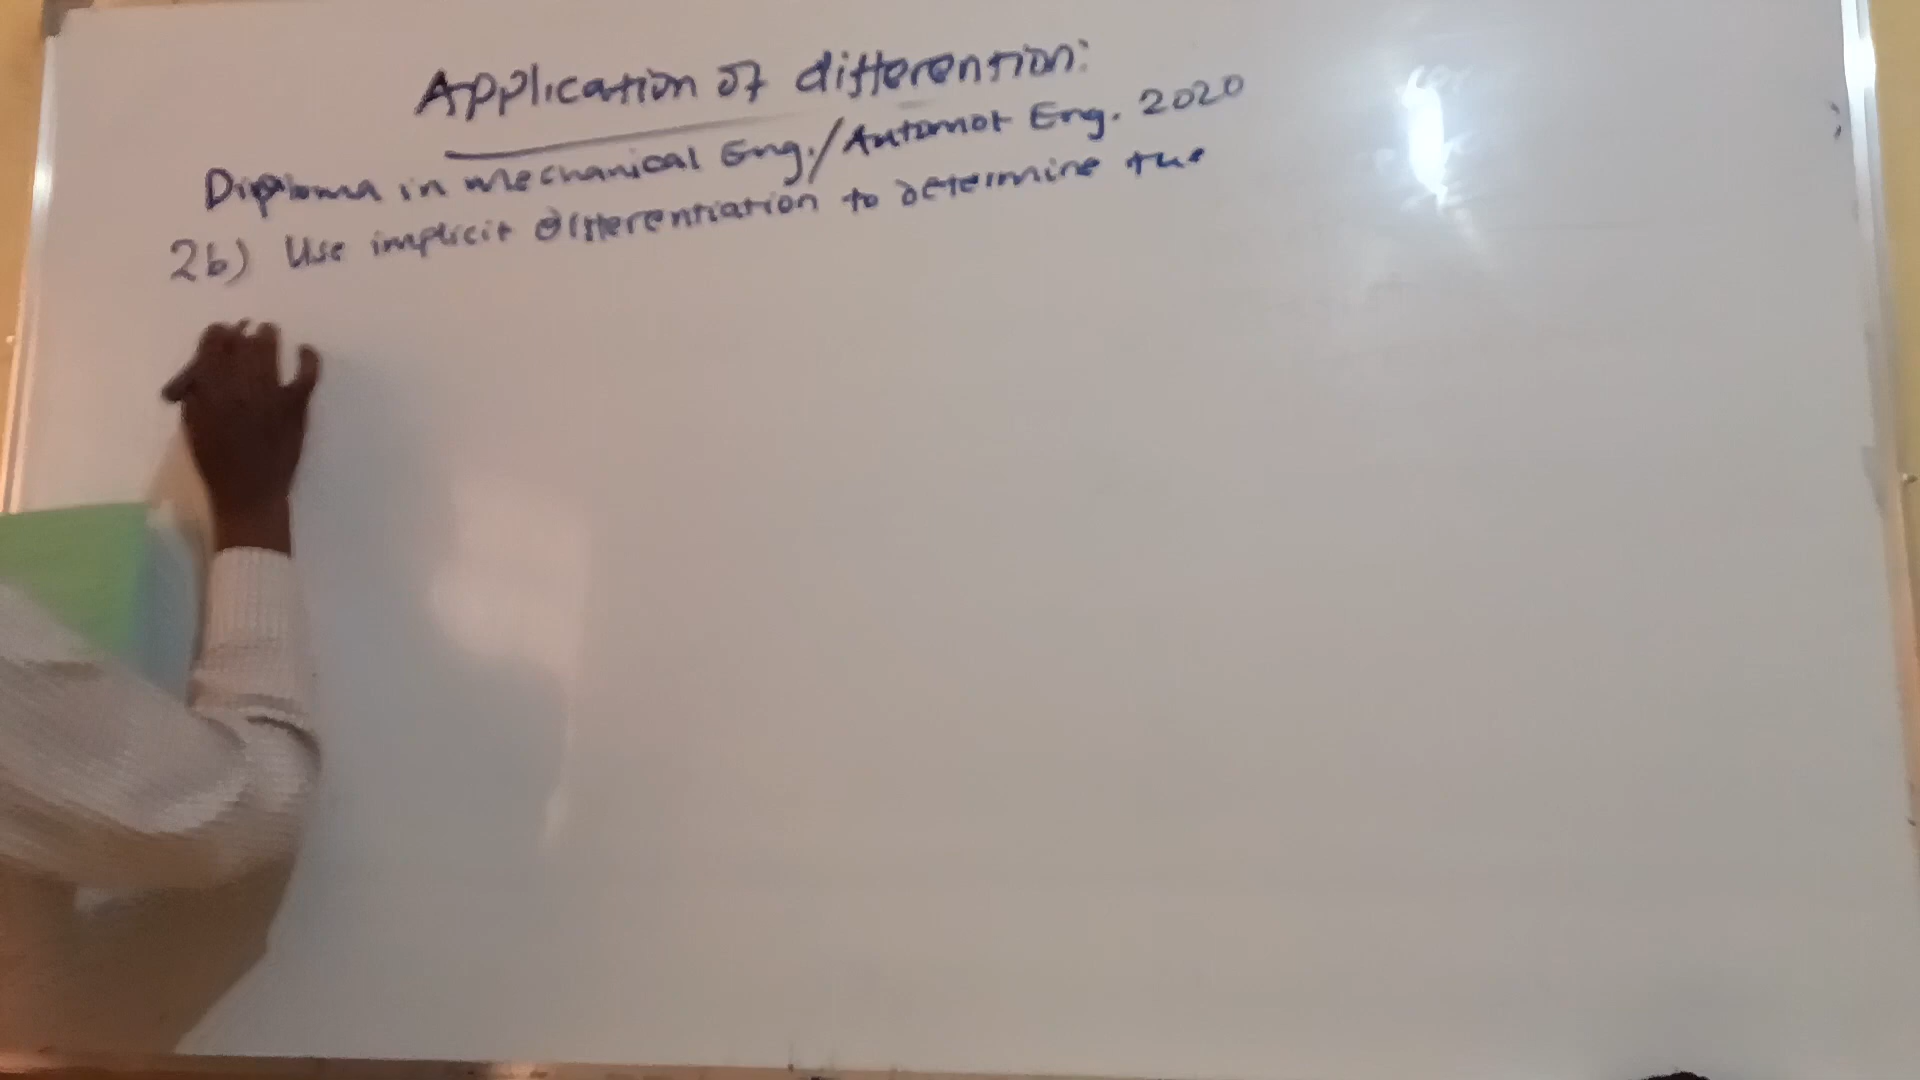 Application of differention:
Diploma in mechanical Eng./Automot Eng. 2020
2b) Use implicit differentiation to determine the